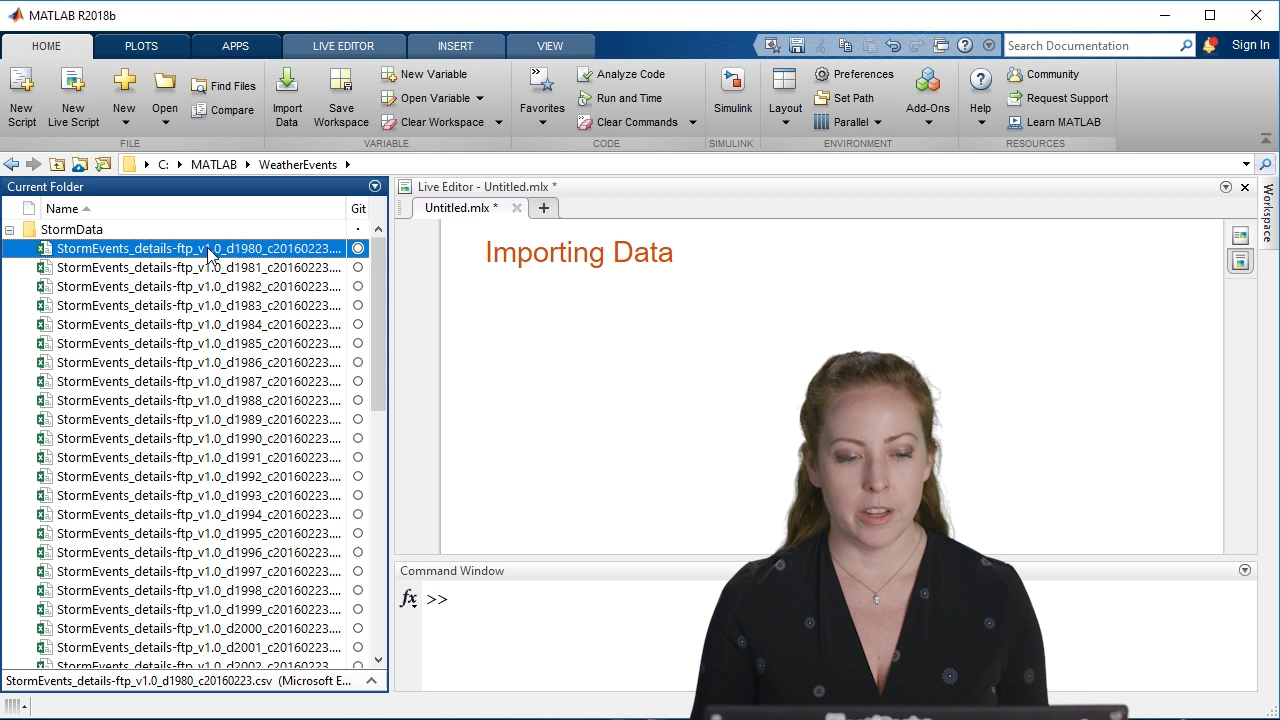 MATLAB R2018b
HOME PLOTS APPS LIVE EDITOR INSERT VIEW
Search Documentation
Sign In
New Script
New Live Script
New
Open
Find Files
Compare
FILE
Import Data
Save Workspace
New Variable
Open Variable
Clear Workspace
VARIABLE
Favorites
Analyze Code
Run and Time
Clear Commands
CODE
Simulink
SIMULINK
Layout
Preferences
Set Path
Parallel
Add-Ons
ENVIRONMENT
Help
Community
Request Support
Learn MATLAB
RESOURCES
C: MATLAB WeatherEvents
Current Folder
Name Git
StormData
StormEvents_details-ftp_v1.0_d1980_c20160223....
StormEvents_details-ftp_v1.0_d1981_c20160223....
StormEvents_details-ftp_v1.0_d1982_c20160223....
StormEvents_details-ftp_v1.0_d1983_c20160223....
StormEvents_details-ftp_v1.0_d1984_c20160223....
StormEvents_details-ftp_v1.0_d1985_c20160223....
StormEvents_details-ftp_v1.0_d1986_c20160223....
StormEvents_details-ftp_v1.0_d1987_c20160223....
StormEvents_details-ftp_v1.0_d1988_c20160223....
StormEvents_details-ftp_v1.0_d1989_c20160223....
StormEvents_details-ftp_v1.0_d1990_c20160223....
StormEvents_details-ftp_v1.0_d1991_c20160223....
StormEvents_details-ftp_v1.0_d1992_c20160223....
StormEvents_details-ftp_v1.0_d1993_c20160223....
StormEvents_details-ftp_v1.0_d1994_c20160223....
StormEvents_details-ftp_v1.0_d1995_c20160223....
StormEvents_details-ftp_v1.0_d1996_c20160223....
StormEvents_details-ftp_v1.0_d1997_c20160223....
StormEvents_details-ftp_v1.0_d1998_c20160223....
StormEvents_details-ftp_v1.0_d1999_c20160223....
StormEvents_details-ftp_v1.0_d2000_c20160223....
StormEvents_details-ftp_v1.0_d2001_c20160223....
StormEvents_details-ftp_v1.0_d2002_c20160223....
StormEvents_details-ftp_v1.0_d1980_c20160223.csv (Microsoft E...
Live Editor - Untitled.mlx *
Untitled.mlx *
Importing Data
Command Window
fx >>
Workspace